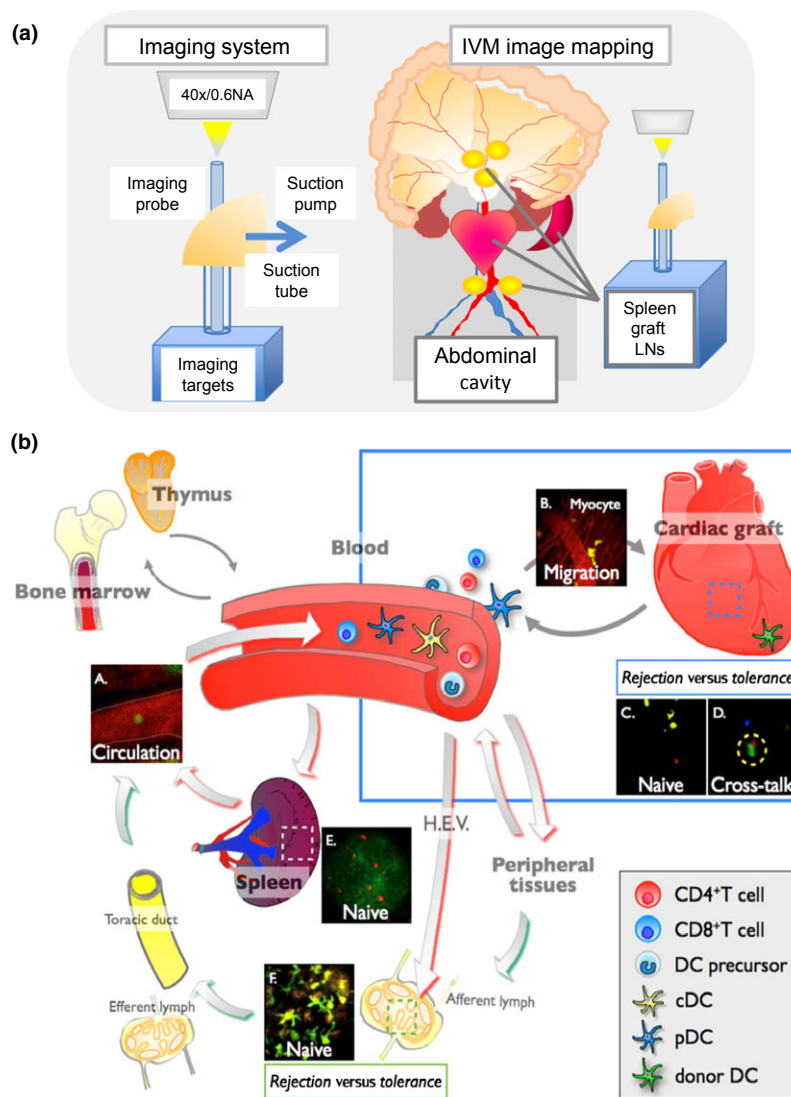 (a)
Imaging system
IVM image mapping
40x/0.6NA
Imaging
probe
Suction
pump
Suction
tube
Imaging
targets
Abdominal
cavity
Spleen
graft
LNs
(b)
Thymus
Bone marrow
Blood
B.
Myocyte
Migration
Cardiac graft
Rejection versus tolerance
C.
Naive
D.
Cross-talk
A.
Circulation
Spleen
E.
Naive
H.E.V.
Peripheral
tissues
Toracic duct
Efferent lymph
F.
Naive
Afferent lymph
Rejection versus tolerance
CD4+T cell
CD8+T cell
DC precursor
cDC
pDC
donor DC